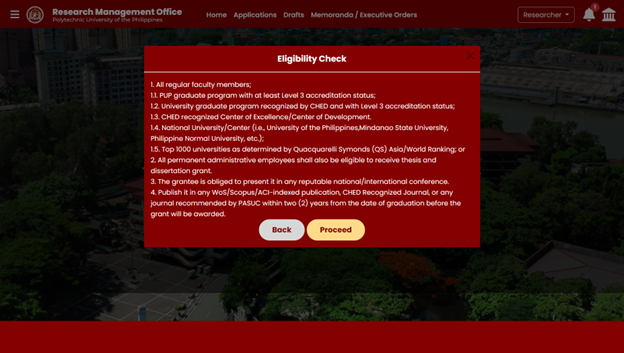 Research Management Office
Polytechnic University of the Philippines
Home Applications Drafts Memoranda / Executive Orders
Researcher
1
Eligibility Check
1. All regular faculty members;
1.1. PUP graduate program with at least Level 3 accreditation status;
1.2. University graduate program recognized by CHED and with Level 3 accreditation status;
1.3. CHED recognized Center of Excellence/Center of Development.
1.4. National University/Center (i.e., University of the Philippines,Mindanao State University,
Philippine Normal University, etc.);
1.5. Top 1000 universities as determined by Quacquarelli Symonds (QS) Asia/World Ranking; or
2. All permanent administrative employees shall also be eligible to receive thesis and
dissertation grant.
3. The grantee is obliged to present it in any reputable national/international conference.
4. Publish it in any WoS/Scopus/ACI-indexed publication, CHED Recognized Journal, or any
journal recommended by PASUC within two (2) years from the date of graduation before the
grant will be awarded.
Back Proceed